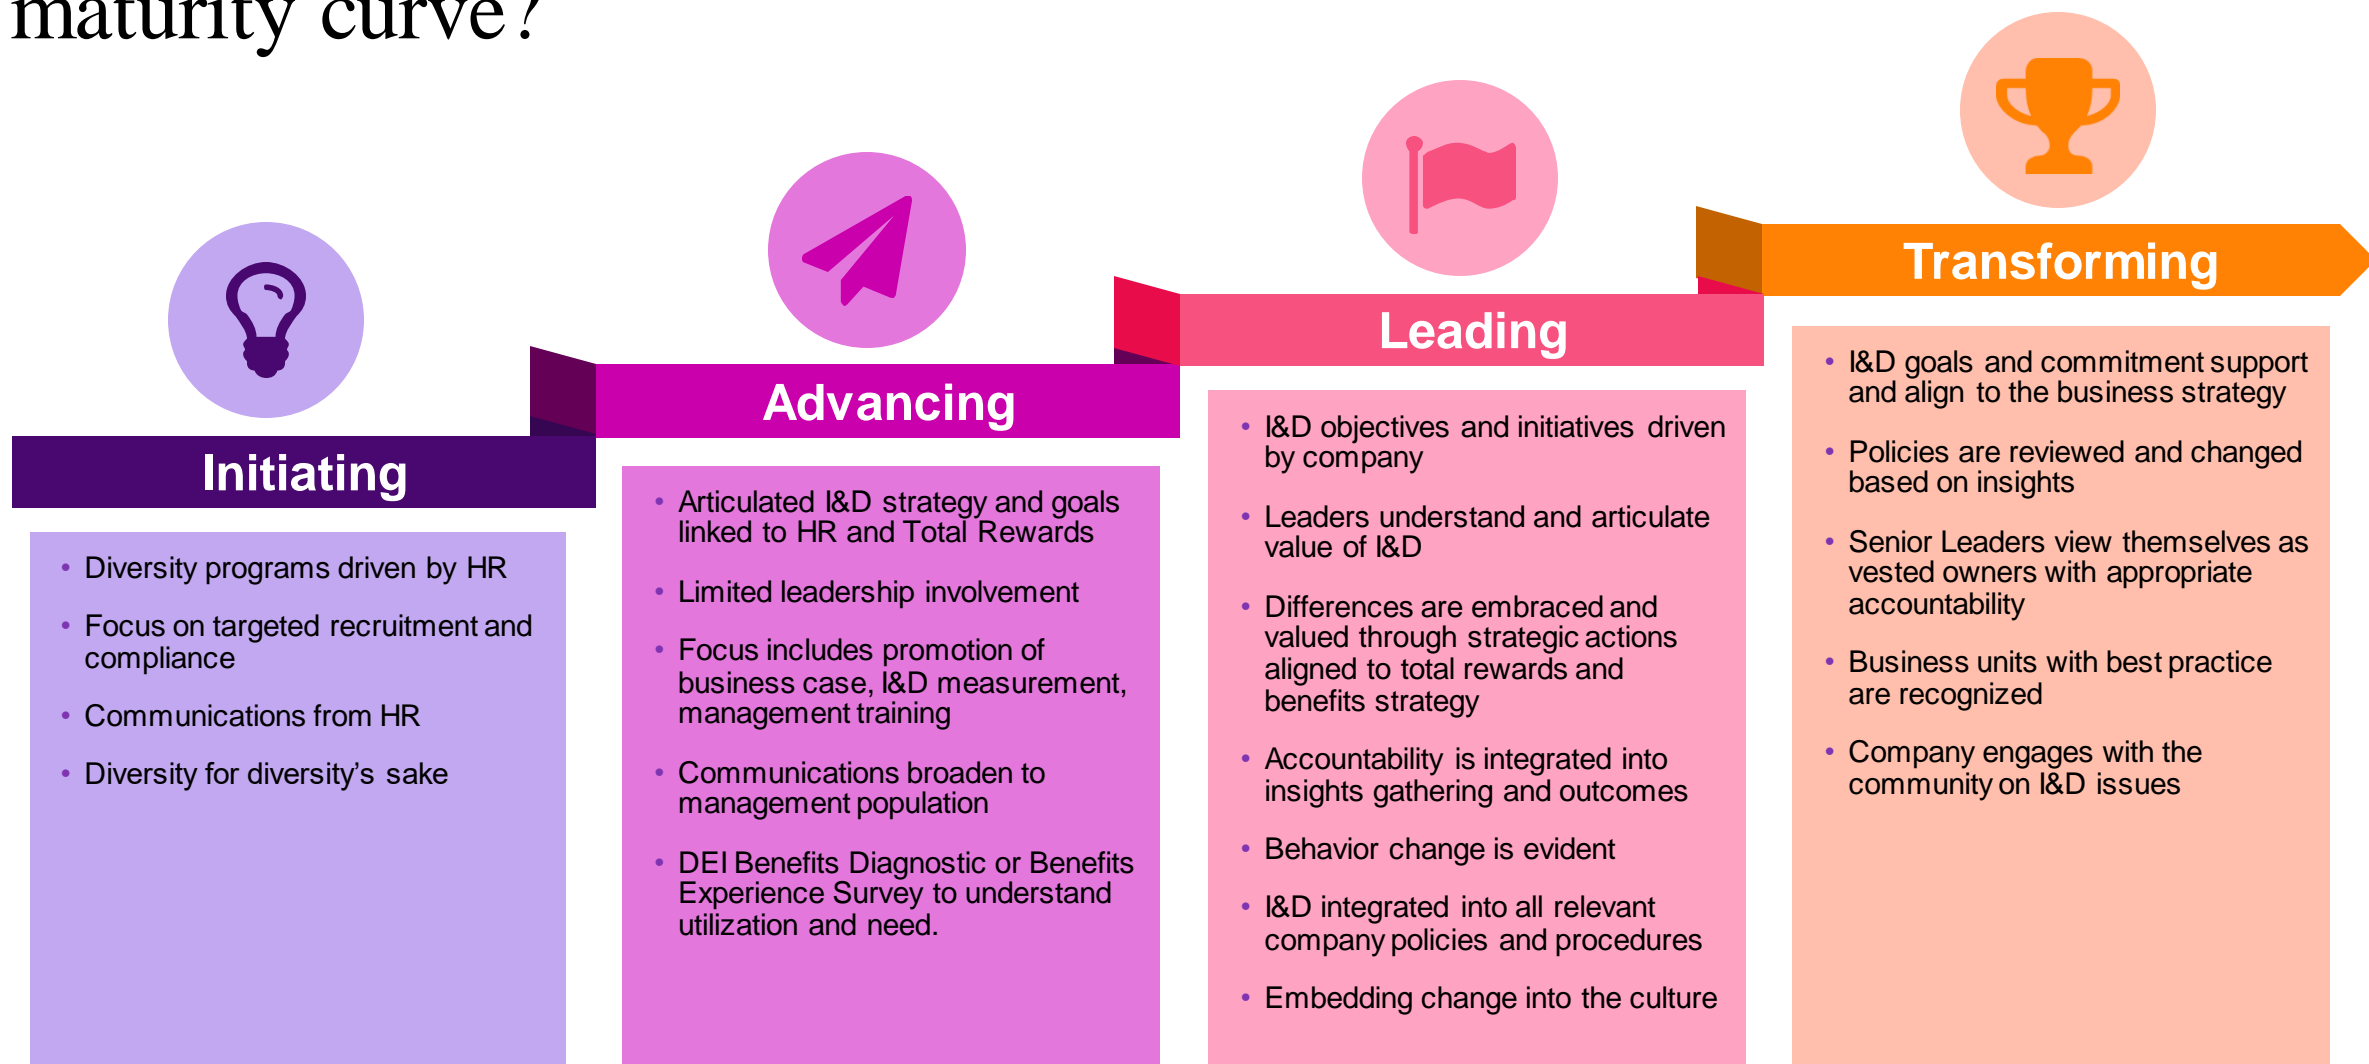 maturity curve?
Initiating
• Diversity programs driven by HR
• Focus on targeted recruitment and
compliance
• Communications from HR
• Diversity for diversity’s sake
Advancing
• Articulated I&D strategy and goals
linked to HR and Total Rewards
• Limited leadership involvement
• Focus includes promotion of
business case, I&D measurement,
management training
• Communications broaden to
management population
• DEI Benefits Diagnostic or Benefits
Experience Survey to understand
utilization and need.
Leading
• I&D objectives and initiatives driven
by company
• Leaders understand and articulate
value of I&D
• Differences are embraced and
valued through strategic actions
aligned to total rewards and
benefits strategy
• Accountability is integrated into
insights gathering and outcomes
• Behavior change is evident
• I&D integrated into all relevant
company policies and procedures
• Embedding change into the culture
Transforming
• I&D goals and commitment support
and align to the business strategy
• Policies are reviewed and changed
based on insights
• Senior Leaders view themselves as
vested owners with appropriate
accountability
• Business units with best practice
are recognized
• Company engages with the
community on I&D issues